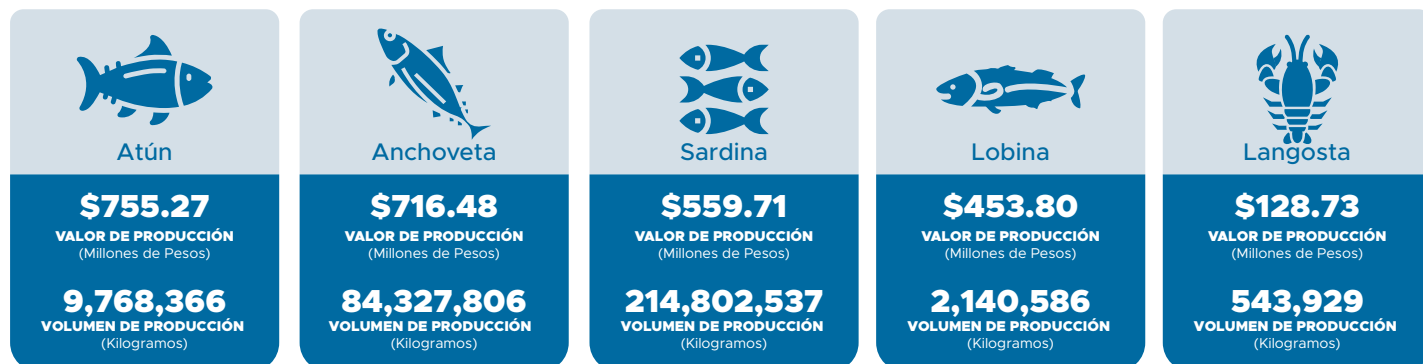 Atún
$755.27
VALOR DE PRODUCCIÓN
(Millones de Pesos)
9,768,366
VOLUMEN DE PRODUCCIÓN
(Kilogramos)
Anchoveta
$716.48
VALOR DE PRODUCCIÓN
(Millones de Pesos)
84,327,806
VOLUMEN DE PRODUCCIÓN
(Kilogramos)
Sardina
$559.71
VALOR DE PRODUCCIÓN
(Millones de Pesos)
214,802,537
VOLUMEN DE PRODUCCIÓN
(Kilogramos)
Lobina
$453.80
VALOR DE PRODUCCIÓN
(Millones de Pesos)
2,140,586
VOLUMEN DE PRODUCCIÓN
(Kilogramos)
Langosta
$128.73
VALOR DE PRODUCCIÓN
(Millones de Pesos)
543,929
VOLUMEN DE PRODUCCIÓN
(Kilogramos)